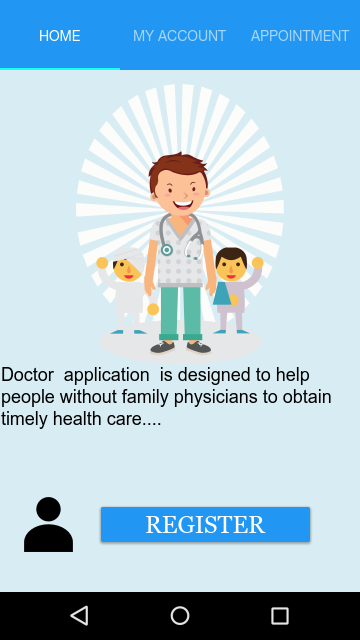 HOME MY ACCOUNT APPOINTMENT
Doctor application is designed to help
people without family physicians to obtain
timely health care....
REGISTER